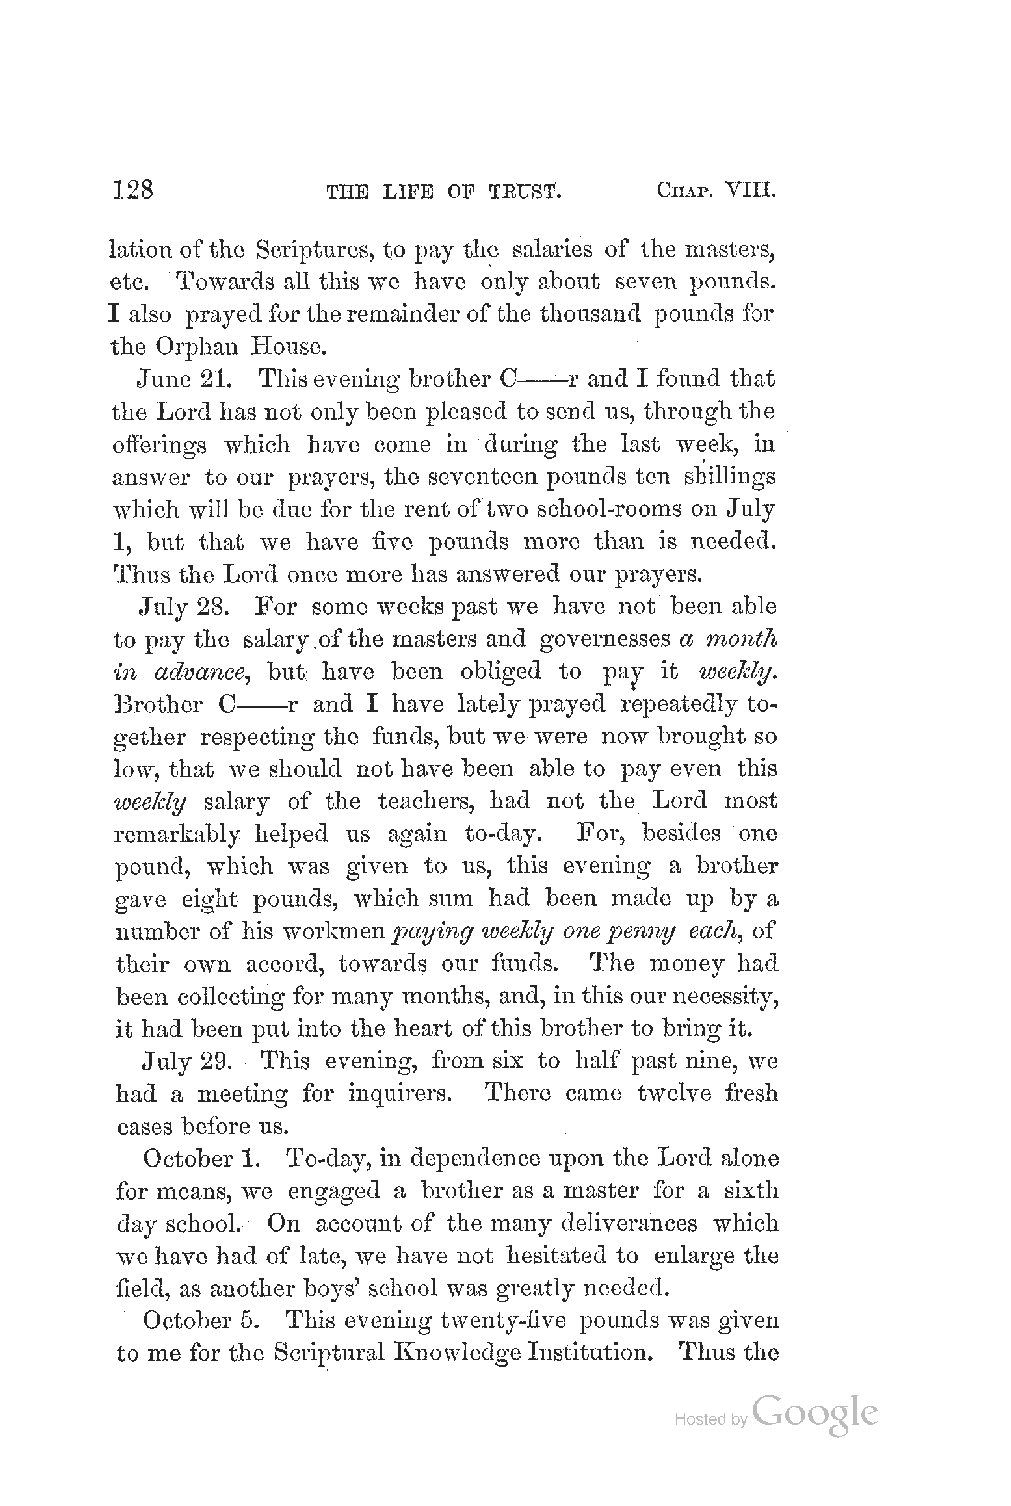 128 THE LIFE OF TRUST. CHAP. VIII.
lation of the Scriptures, to pay the salaries of the masters,
etc. Towards all this we have only about seven pounds.
I also prayed for the remainder of the thousand pounds for
the Orphan House.
June 21. This evening brother C——r and I found that
the Lord has not only been pleased to send us, through the
offerings which have come in during the last week, in
answer to our prayers, the seventeen pounds ten shillings
which will be due for the rent of two school-rooms on July
1, but that we have five pounds more than is needed.
Thus the Lord once more has answered our prayers.
July 28. For some weeks past we have not been able
to pay the salary of the masters and governesses a month
in advance, but have been obliged to pay it weekly.
Brother C——r and I have lately prayed repeatedly to-
gether respecting the funds, but we were now brought so
low, that we should not have been able to pay even this
weekly salary of the teachers, had not the Lord most
remarkably helped us again to-day. For, besides one
pound, which was given to us, this evening a brother
gave eight pounds, which sum had been made up by a
number of his workmen paying weekly one penny each, of
their own accord, towards our funds. The money had
been collecting for many months, and, in this our necessity,
it had been put into the heart of this brother to bring it.
July 29. This evening, from six to half past nine, we
had a meeting for inquirers. There came twelve fresh
cases before us.
October 1. To-day, in dependence upon the Lord alone
for means, we engaged a brother as a master for a sixth
day school. On account of the many deliverances which
we have had of late, we have not hesitated to enlarge the
field, as another boys' school was greatly needed.
October 5. This evening twenty-five pounds was given
to me for the Scriptural Knowledge Institution. Thus the
Hosted by Google